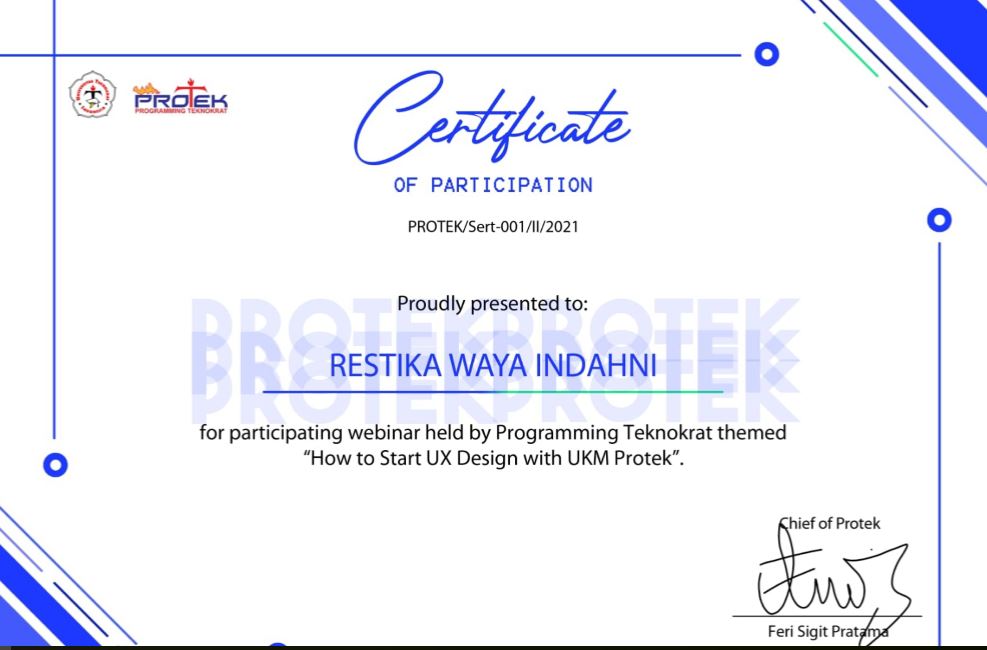 PROTEK
PROGRAMMING TEKNOKRAT
Certificate
OF PARTICIPATION
PROTEK/Sert-001/II/2021
Proudly presented to:
PROTEKPROTEK
PROTEKPROTEK
PROTEKPROTEK
RESTIKA WAYA INDAHNI
for participating webinar held by Programming Teknokrat themed
“How to Start UX Design with UKM Protek”.
Chief of Protek
Feri Sigit Pratama